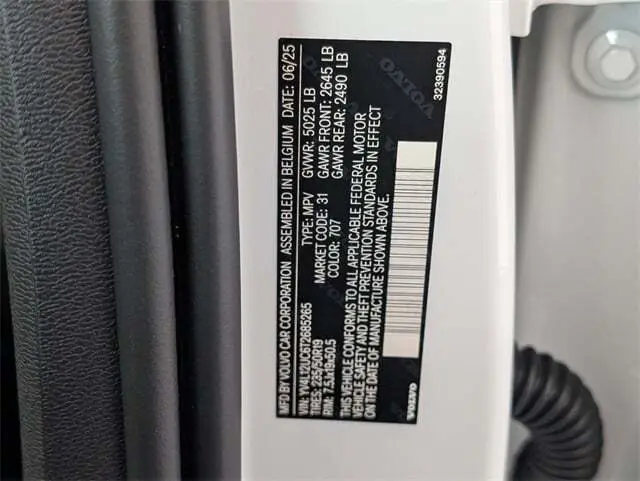 MFD BY VOLVO CAR CORPORATION ASSEMBLED IN BELGIUM DATE: 06/25
VIN: YV4L12UC6T2685265 TYPE: MPV GVWR: 5025 LB
TIRES: 235/50R19 MARKET CODE: 31 GAWR FRONT: 2645 LB
RIM: 7.5Jx19x50.5 COLOR: 707 GAWR REAR: 2490 LB
THIS VEHICLE CONFORMS TO ALL APPLICABLE FEDERAL MOTOR
VEHICLE SAFETY AND THEFT PREVENTION STANDARDS IN EFFECT
ON THE DATE OF MANUFACTURE SHOWN ABOVE.
VOLVO
32390594